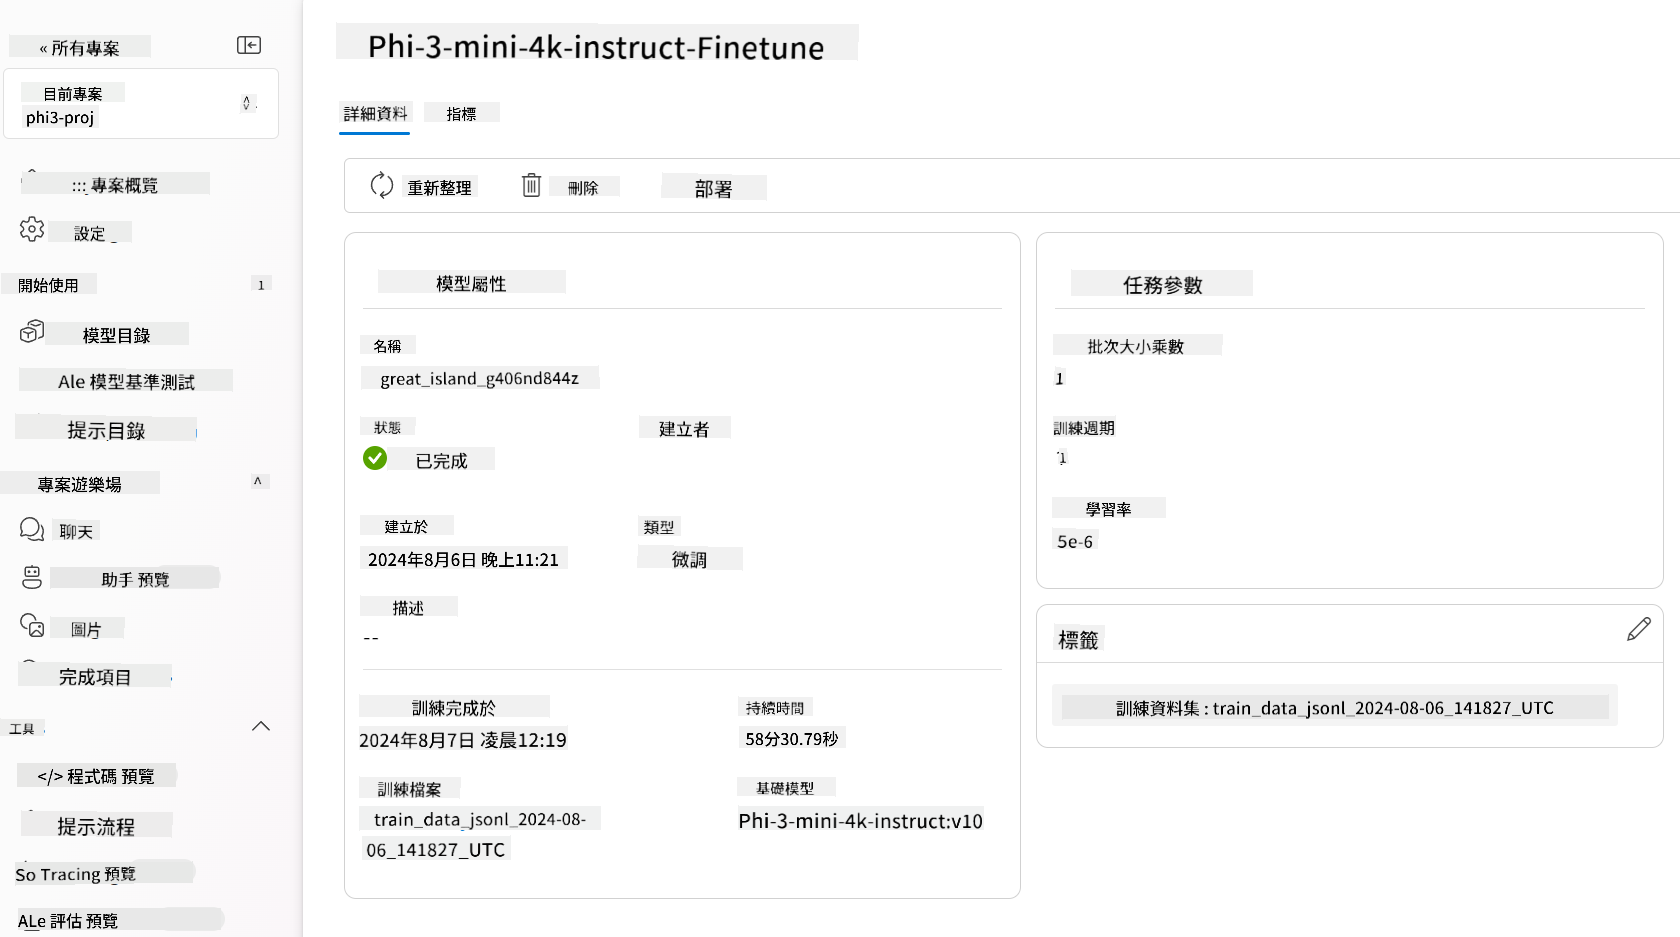 « 所有專案
目前專案
phi3-proj
::: 專案概覽
設定
開始使用
1
模型目錄
Ale 模型基準測試
提示目錄
專案遊樂場
^
聊天
助手 預覽
圖片
完成項目
工具
</> 程式碼 預覽
提示流程
So Tracing 預覽
ALe 評估 預覽
Phi-3-mini-4k-instruct-Finetune
詳細資料
指標
重新整理
刪除
部署
模型屬性
名稱
great_island_g406nd844z
狀態
建立者
已完成
建立於
類型
2024年8月6日 晚上11:21
微調
描述
--
訓練完成於
持續時間
2024年8月7日 凌晨12:19
58分30.79秒
訓練檔案
基礎模型
train_data_jsonl_2024-08-
06_141827_UTC
Phi-3-mini-4k-instruct:v10
任務參數
批次大小乘數
1
訓練週期
1
學習率
5e-6
標籤
訓練資料集 : train_data_jsonl_2024-08-06_141827_UTC